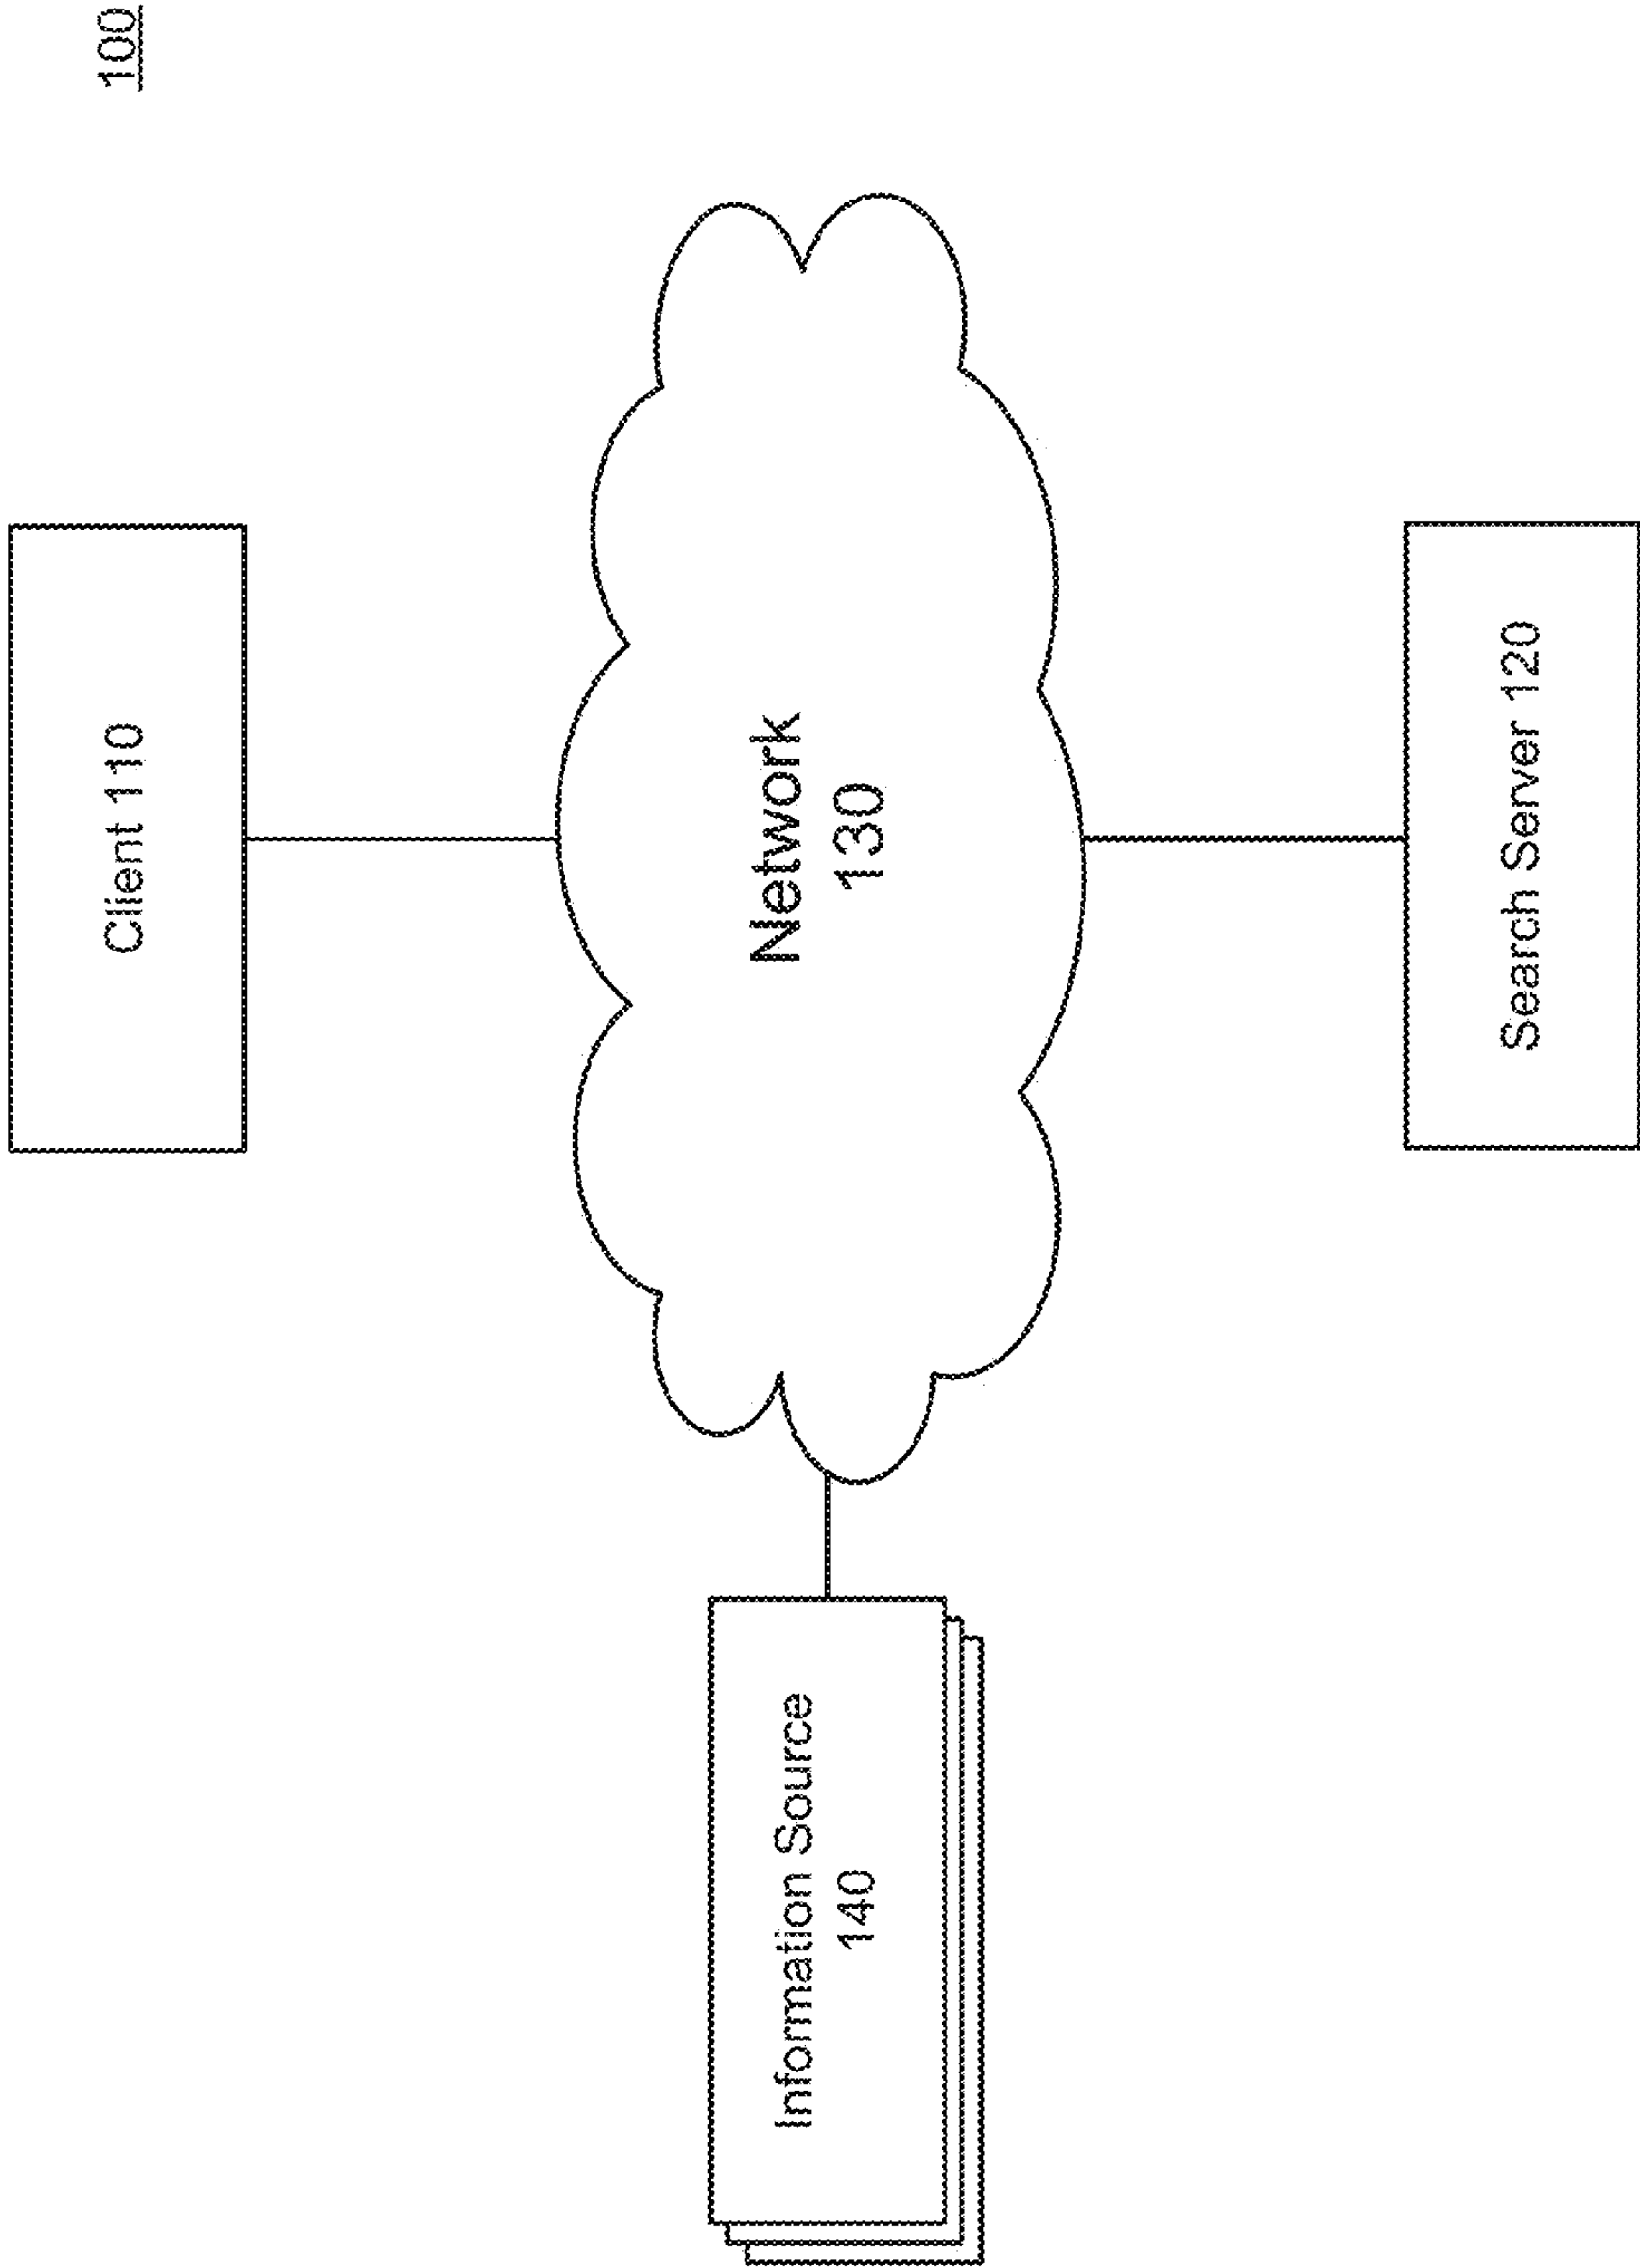 100
Client 110
Network
130
Information Source
140
Search Server 120